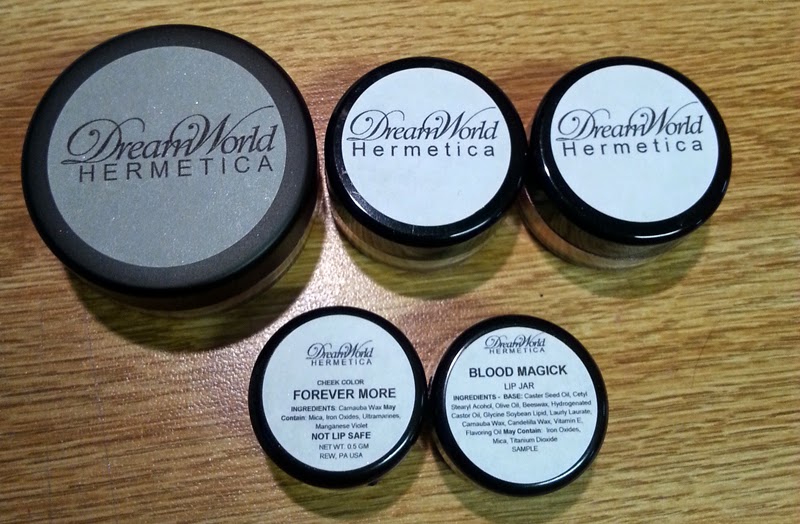 DreamWorld
HERMETICA
DreamWorld
Hermetica
DreamWorld
Hermetica
DreamWorld
HERMETICA
CHEEK COLOR
FOREVER MORE
INGREDIENTS: Carnauba Wax May
Contain: Mica, Iron Oxides, Ultramarines,
Manganese Violet
NOT LIP SAFE
NET WT. 0.5 GM
REW, PA USA
DreamWorld
HERMETICA
BLOOD MAGICK
LIP JAR
INGREDIENTS - BASE: Caster Seed Oil, Cetyl
Stearyl Acohol, Olive Oil, Beeswax, Hydrogenated
Castor Oil, Glycine Soybean Lipid, Laurly Laurate,
Carnauba Wax, Candelilla Wax, Vitamin E,
Flavoring Oil May Contain: Iron Oxides,
Mica, Titanium Dioxide
SAMPLE